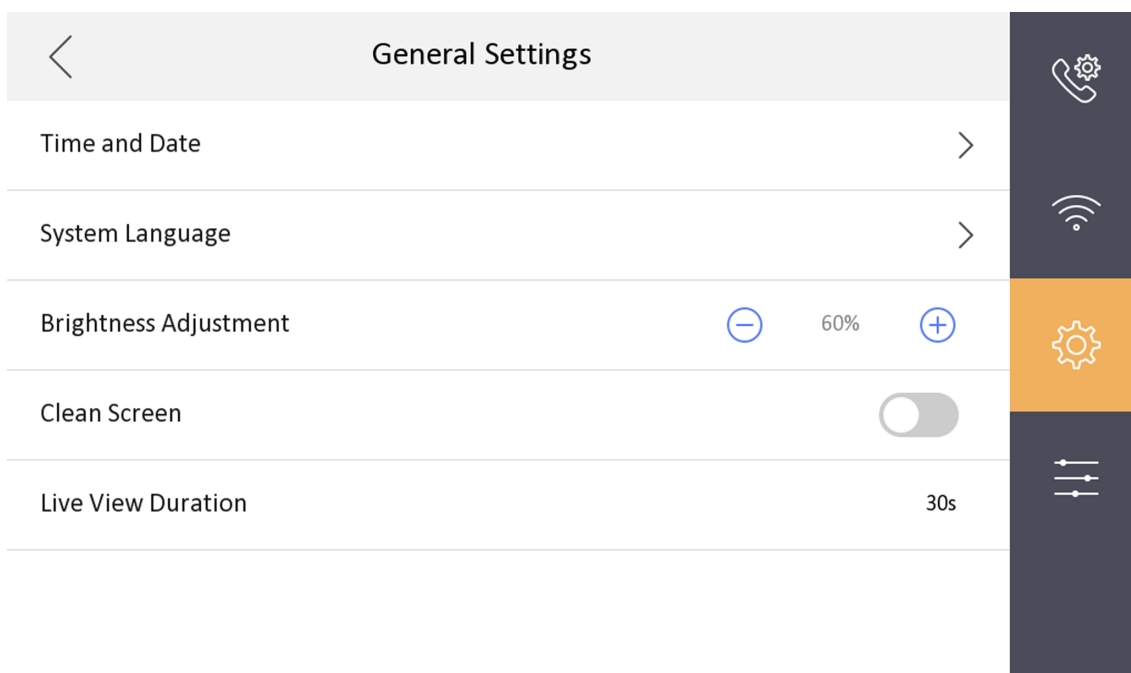 General Settings
Time and Date
System Language
Brightness Adjustment 60%
Clean Screen
Live View Duration 30s